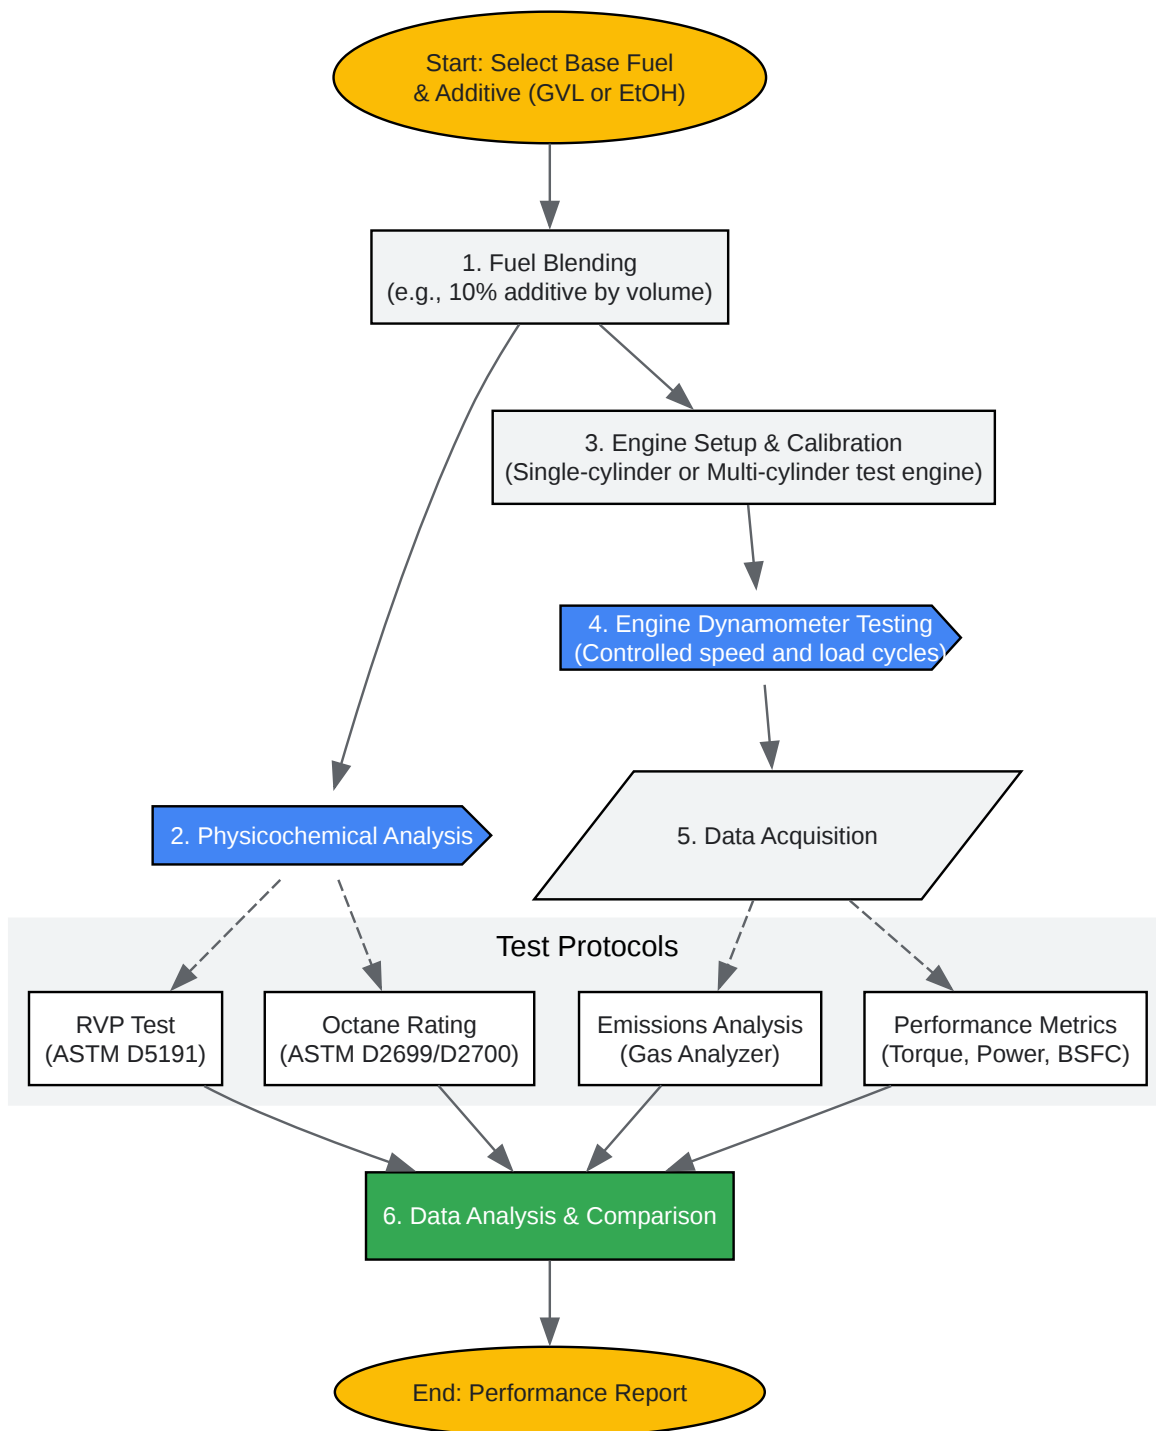 Start: Select Base Fuel
& Additive (GVL or EtOH)
1. Fuel Blending
(e.g., 10% additive by volume)
3. Engine Setup & Calibration
(Single-cylinder or Multi-cylinder test engine)
4. Engine Dynamometer Testing
(Controlled speed and load cycles)
2. Physicochemical Analysis
5. Data Acquisition
Test Protocols
RVP Test
(ASTM D5191)
Octane Rating
(ASTM D2699/D2700)
Emissions Analysis
(Gas Analyzer)
Performance Metrics
(Torque, Power, BSFC)
6. Data Analysis & Comparison
End: Performance Report